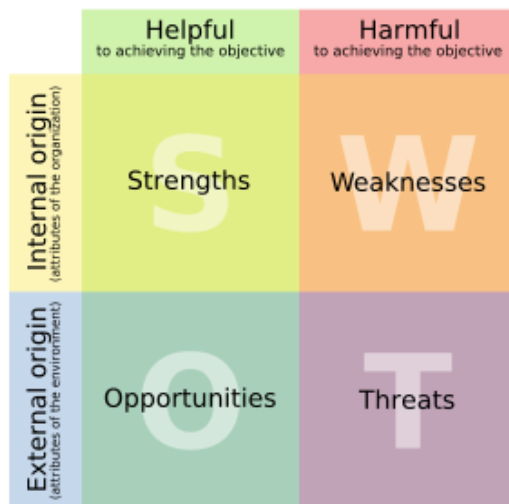 Helpful
to achieving the objective
Harmful
to achieving the objective
Internal origin
(attributes of the organization)
S
Strengths
W
Weaknesses
External origin
(attributes of the environment)
O
Opportunities
T
Threats